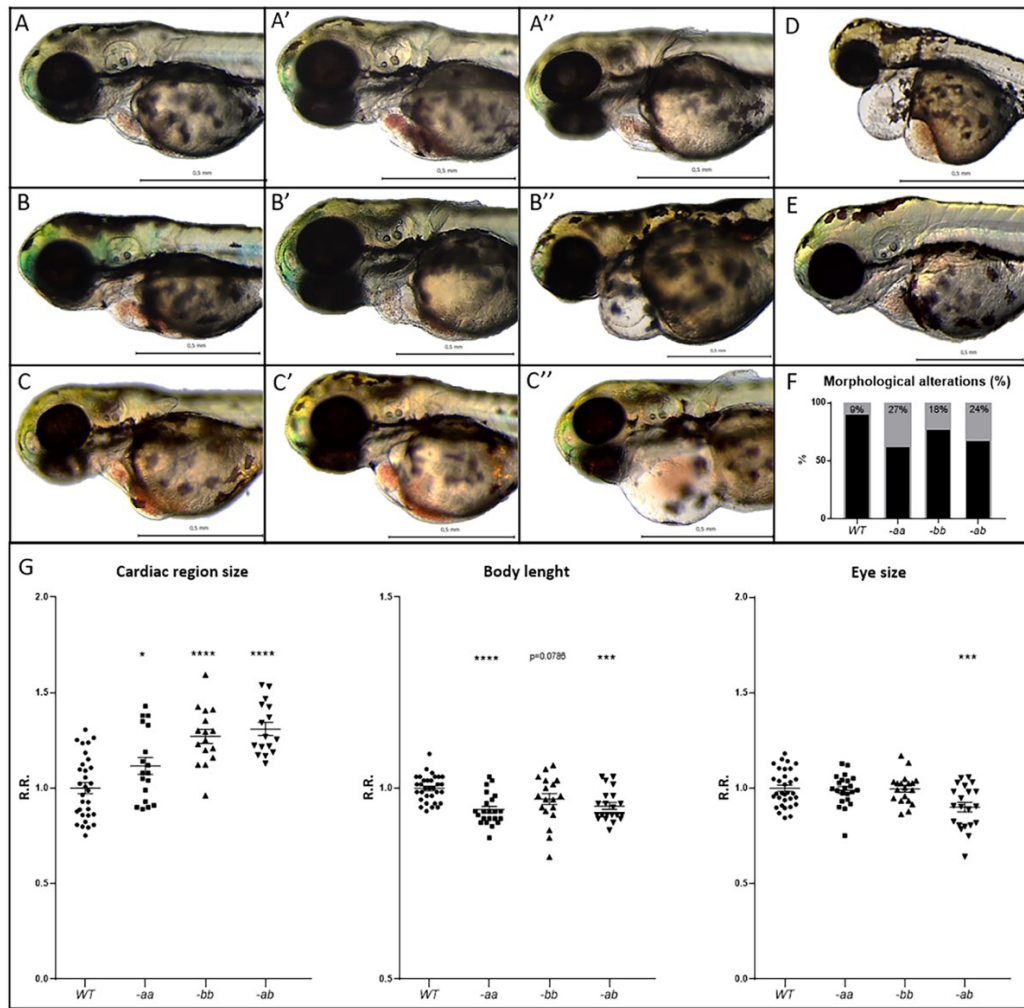 A
A′
A′′
D
0,5 mm
0,5 mm
0,5 mm
0,5 mm
B
B′
B′′
E
0,5 mm
0,5 mm
0,5 mm
0,5 mm
C
C′
C′′
0,5 mm
0,5 mm
0,5 mm
F
Morphological alterations (%)
100
50
0
%
9%
27%
18%
24%
WT
-aa
-bb
-ab
G
Cardiac region size
2.0
1.5
1.0
0.5
0.0
R.R.
*
****
****
WT
-aa
-bb
-ab
Body lenght
1.5
1.0
0.5
R.R.
****
p=0.0786
***
WT
-aa
-bb
-ab
Eye size
2.0
1.5
1.0
0.5
0.0
R.R.
***
WT
-aa
-bb
-ab